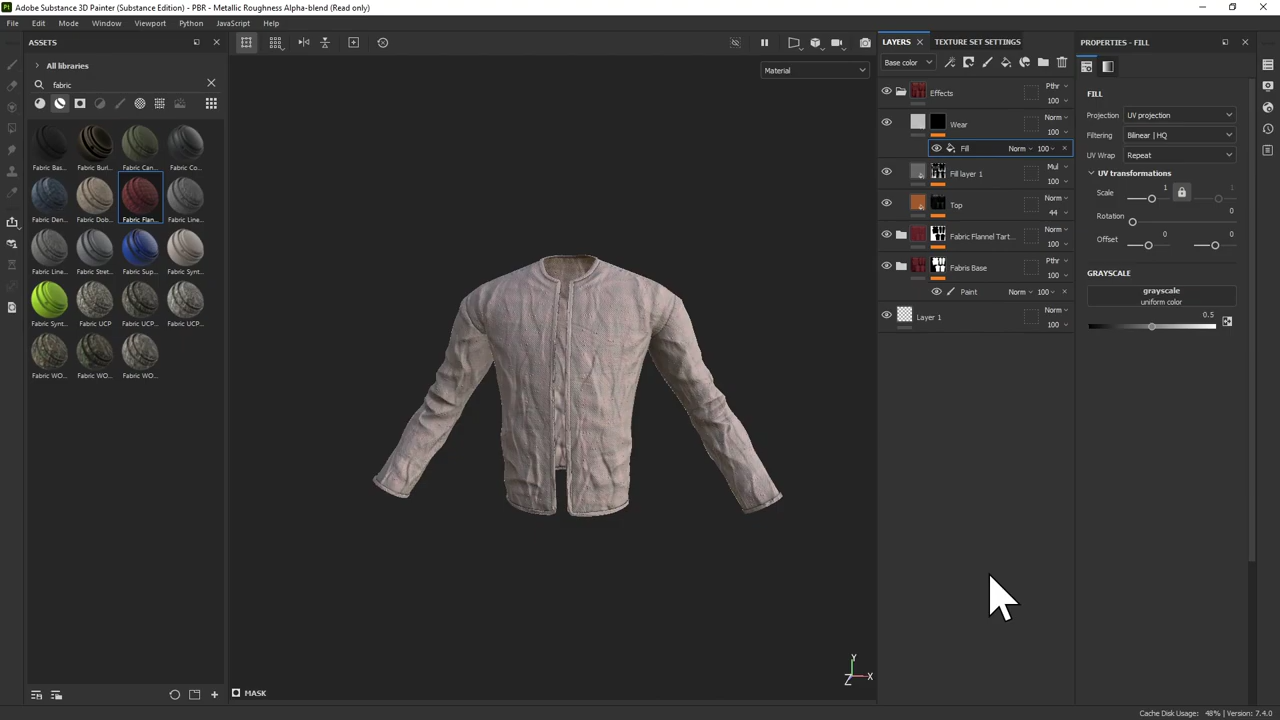 Pt Adobe Substance 3D Painter (Substance Edition) - PBR - Metallic Roughness Alpha-blend (Read only)
File Edit Mode Window Viewport Python JavaScript Help
ASSETS
All libraries
fabric
Fabric Bas... Fabric Burl... Fabric Can... Fabric Co...
Fabric Den... Fabric Dob... Fabric Flan... Fabric Line...
Fabric Line... Fabric Stret... Fabric Sup... Fabric Synt...
Fabric Synt... Fabric UCP Fabric UCP... Fabric UCP...
Fabric WO... Fabric WO... Fabric WO...
Material
MASK
Y
Z X
LAYERS TEXTURE SET SETTINGS
Base color
Effects Pthr 100
Wear Norm 100
Fill Norm 100
Fill layer 1 Mul 100
Top Norm 44
Fabric Flannel Tart... Norm 100
Fabris Base Pthr 100
Paint Norm 100
Layer 1 Norm 100
PROPERTIES - FILL
FILL
Projection UV projection
Filtering Bilinear | HQ
UV Wrap Repeat
UV transformations
Scale 1 1
Rotation 0
Offset 0 0
GRAYSCALE
grayscale
uniform color
0.5
Cache Disk Usage: 48% | Version: 7.4.0